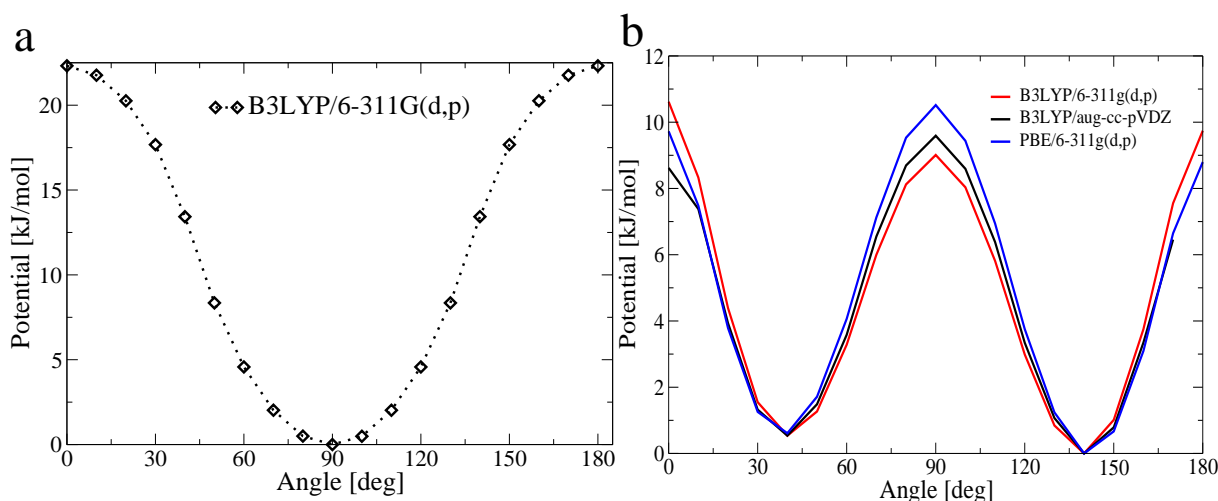 a
Potential [kJ/mol]
20
15
10
5
0
B3LYP/6-311G(d,p)
0 30 60 90 120 150 180
Angle [deg]
b
Potential [kJ/mol]
12
10
8
6
4
2
0
B3LYP/6-311g(d,p)
B3LYP/aug-cc-pVDZ
PBE/6-311g(d,p)
0 30 60 90 120 150 180
Angle [deg]